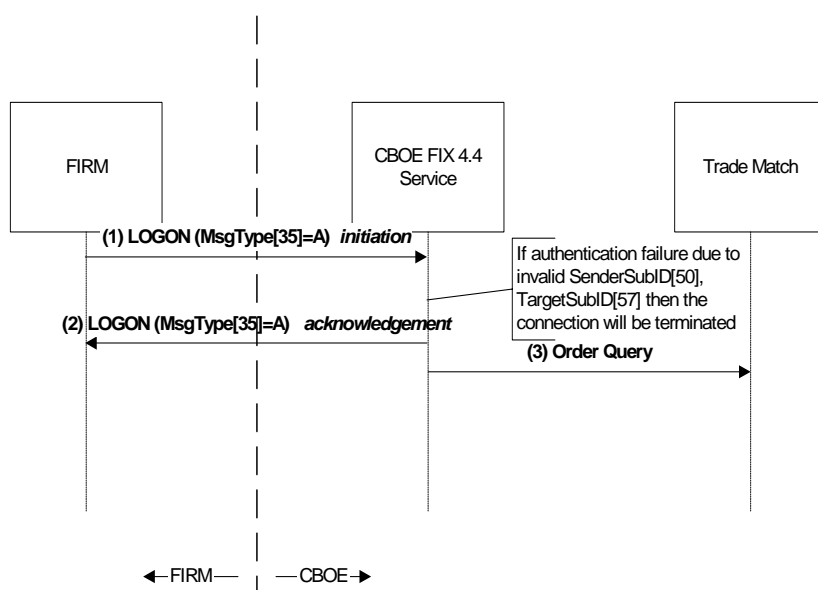 FIRM
CBOE FIX 4.4
Service
Trade Match
(1) LOGON (MsgType[35]=A) initiation
If authentication failure due to
invalid SenderSubID[50],
TargetSubID[57] then the
connection will be terminated
(2) LOGON (MsgType[35]=A) acknowledgement
(3) Order Query
FIRM
CBOE